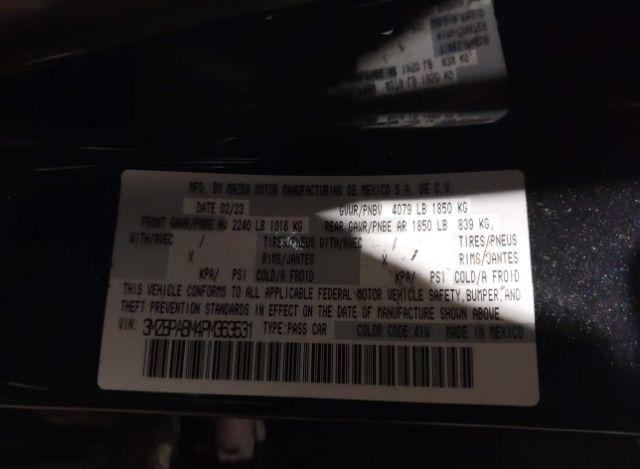 MFD. BY MAZDA MOTOR MANUFACTURING DE MEXICO S.A. DE C.V.
DATE 02/23 GVWR/PNBV 4079 LB 1850 KG
FRONT GAWR/PNBE AV 2240 LB 1016 KG REAR GAWR/PNBE AR 1850 LB 839 KG
WITH/AVEC / TIRES/PNEUS WITH/AVEC / TIRES/PNEUS
X RIMS/JANTES X RIMS/JANTES
KPA/ PSI COLD/A FROID KPA/ PSI COLD/A FROID
THIS VEHICLE CONFORMS TO ALL APPLICABLE FEDERAL MOTOR VEHICLE SAFETY, BUMPER, AND
THEFT PREVENTION STANDARDS IN EFFECT ON THE DATE OF MANUFACTURE SHOWN ABOVE.
VIN: 3MZBPABM4PM363531 TYPE:PASS CAR COLOR CODE:41W MADE IN MEXICO